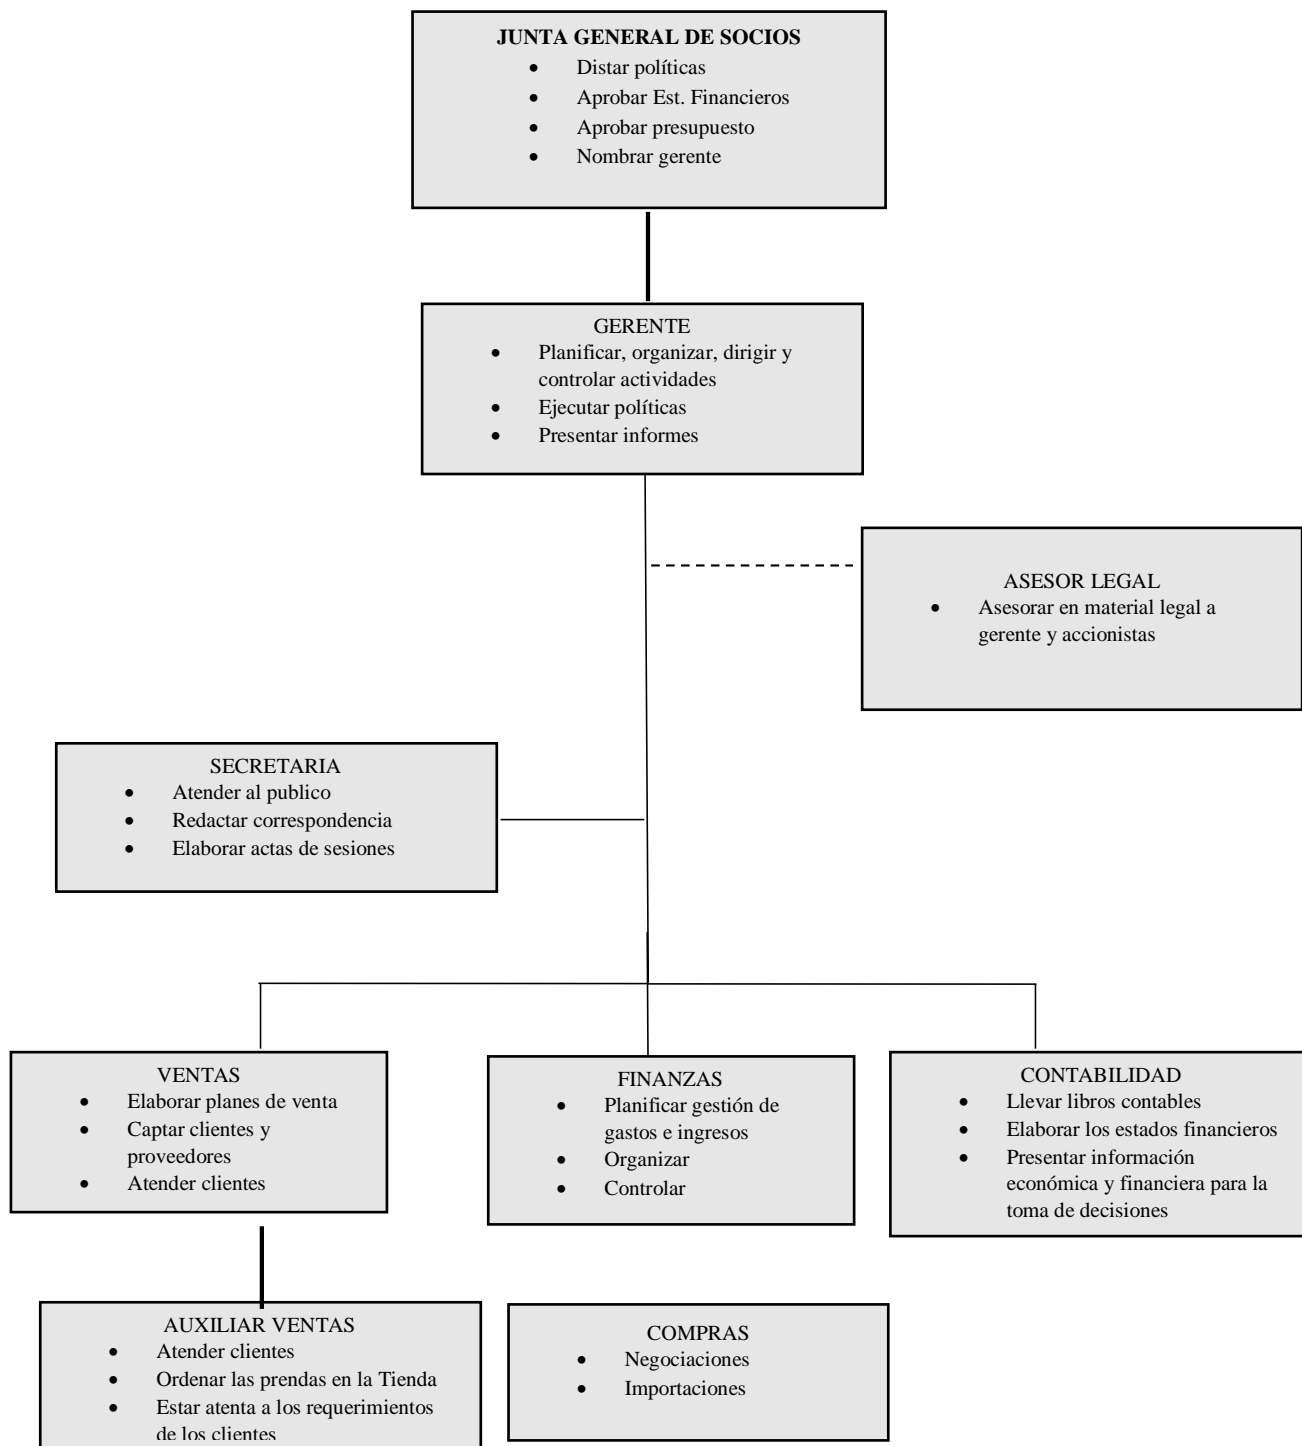 JUNTA GENERAL DE SOCIOS
• Distar políticas
• Aprobar Est. Financieros
• Aprobar presupuesto
• Nombrar gerente
GERENTE
• Planificar, organizar, dirigir y
controlar actividades
• Ejecutar políticas
• Presentar informes
ASESOR LEGAL
• Asesorar en material legal a
gerente y accionistas
SECRETARIA
• Atender al publico
• Redactar correspondencia
• Elaborar actas de sesiones
VENTAS
• Elaborar planes de venta
• Captar clientes y
proveedores
• Atender clientes
FINANZAS
• Planificar gestión de
gastos e ingresos
• Organizar
• Controlar
CONTABILIDAD
• Llevar libros contables
• Elaborar los estados financieros
• Presentar información
económica y financiera para la
toma de decisiones
AUXILIAR VENTAS
• Atender clientes
• Ordenar las prendas en la Tienda
• Estar atenta a los requerimientos
de los clientes
COMPRAS
• Negociaciones
• Importaciones